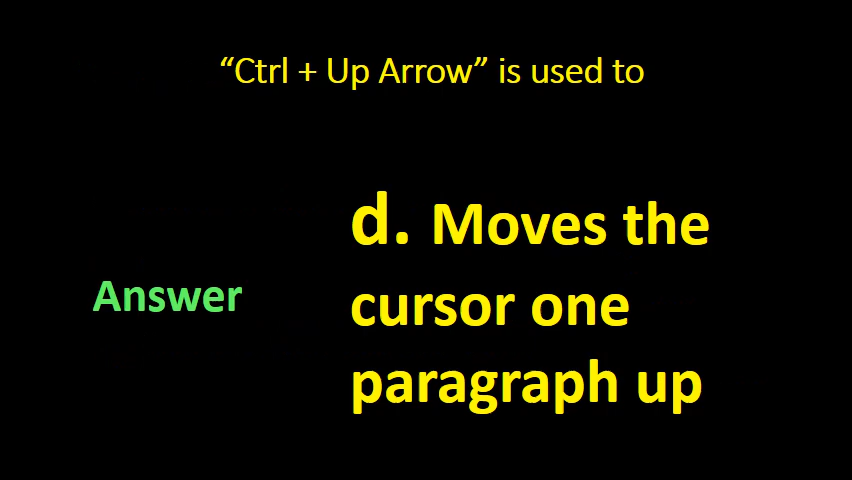 “Ctrl + Up Arrow” is used to
d. Moves the
cursor one
paragraph up
Answer